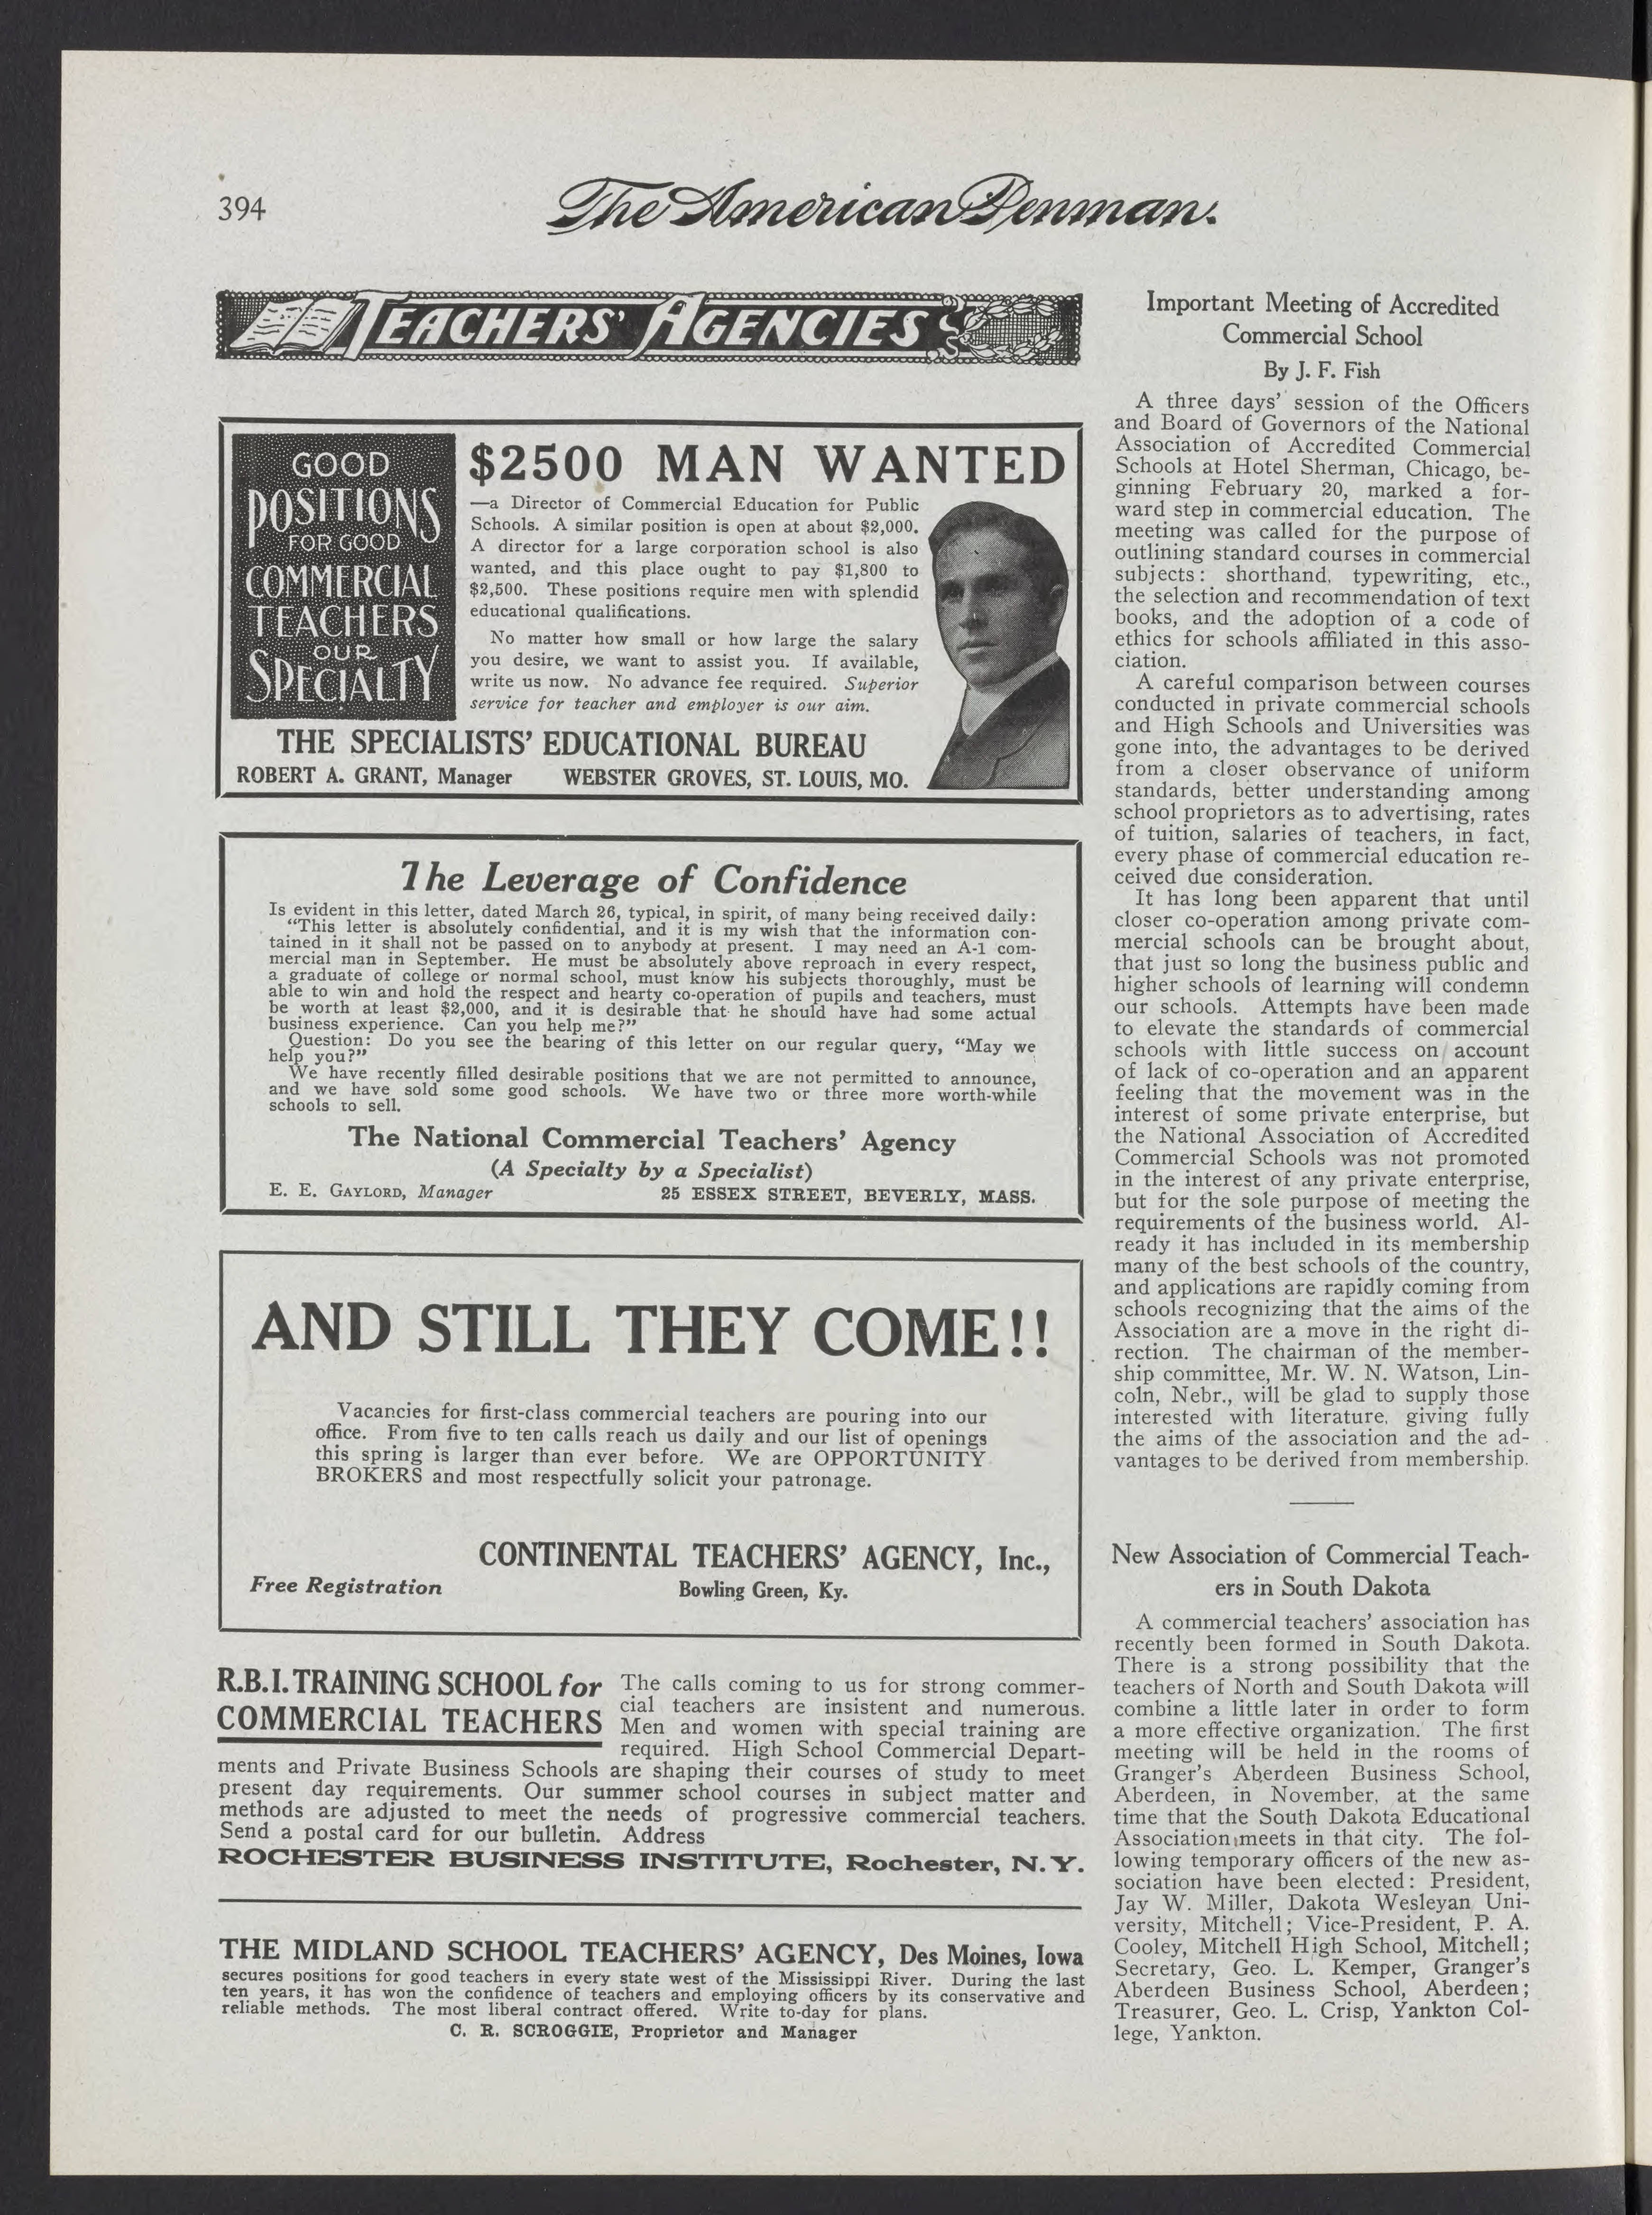 394
The American Penman.
TEACHERS' AGENCIES
GOOD
POSITIONS
FOR GOOD
COMMERCIAL
TEACHERS
OUR
SPECIALTY
$2500 MAN WANTED
—a Director of Commercial Education for Public
Schools. A similar position is open at about $2,000.
A director for a large corporation school is also
wanted, and this place ought to pay $1,800 to
$2,500. These positions require men with splendid
educational qualifications.
No matter how small or how large the salary
you desire, we want to assist you. If available,
write us now. No advance fee required. Superior
service for teacher and employer is our aim.
THE SPECIALISTS' EDUCATIONAL BUREAU
ROBERT A. GRANT, Manager WEBSTER GROVES, ST. LOUIS, MO.
The Leverage of Confidence
Is evident in this letter, dated March 26, typical, in spirit, of many being received daily:
"This letter is absolutely confidential, and it is my wish that the information con-
tained in it shall not be passed on to anybody at present. I may need an A-1 com-
mercial man in September. He must be absolutely above reproach in every respect,
a graduate of college or normal school, must know his subjects thoroughly, must be
able to win and hold the respect and hearty co-operation of pupils and teachers, must
be worth at least $2,000, and it is desirable that he should have had some actual
business experience. Can you help me?"
Question: Do you see the bearing of this letter on our regular query, "May we
help you?"
We have recently filled desirable positions that we are not permitted to announce,
and we have sold some good schools. We have two or three more worth-while
schools to sell.
The National Commercial Teachers' Agency
(A Specialty by a Specialist)
E. E. GAYLORD, Manager 25 ESSEX STREET, BEVERLY, MASS.
AND STILL THEY COME!!
Vacancies for first-class commercial teachers are pouring into our
office. From five to ten calls reach us daily and our list of openings
this spring is larger than ever before. We are OPPORTUNITY
BROKERS and most respectfully solicit your patronage.
CONTINENTAL TEACHERS' AGENCY, Inc.,
Free Registration Bowling Green, Ky.
R.B.I. TRAINING SCHOOL for
COMMERCIAL TEACHERS
The calls coming to us for strong commer-
cial teachers are insistent and numerous.
Men and women with special training are
required. High School Commercial Depart-
ments and Private Business Schools are shaping their courses of study to meet
present day requirements. Our summer school courses in subject matter and
methods are adjusted to meet the needs of progressive commercial teachers.
Send a postal card for our bulletin. Address
ROCHESTER BUSINESS INSTITUTE, Rochester, N. Y.
THE MIDLAND SCHOOL TEACHERS' AGENCY, Des Moines, Iowa
secures positions for good teachers in every state west of the Mississippi River. During the last
ten years, it has won the confidence of teachers and employing officers by its conservative and
reliable methods. The most liberal contract offered. Write to-day for plans.
C. R. SCROGGIE, Proprietor and Manager
Important Meeting of Accredited
Commercial School
By J. F. Fish
A three days' session of the Officers
and Board of Governors of the National
Association of Accredited Commercial
Schools at Hotel Sherman, Chicago, be-
ginning February 20, marked a for-
ward step in commercial education. The
meeting was called for the purpose of
outlining standard courses in commercial
subjects: shorthand, typewriting, etc.,
the selection and recommendation of text
books, and the adoption of a code of
ethics for schools affiliated in this asso-
ciation.
A careful comparison between courses
conducted in private commercial schools
and High Schools and Universities was
gone into, the advantages to be derived
from a closer observance of uniform
standards, better understanding among
school proprietors as to advertising, rates
of tuition, salaries of teachers, in fact,
every phase of commercial education re-
ceived due consideration.
It has long been apparent that until
closer co-operation among private com-
mercial schools can be brought about,
that just so long the business public and
higher schools of learning will condemn
our schools. Attempts have been made
to elevate the standards of commercial
schools with little success on account
of lack of co-operation and an apparent
feeling that the movement was in the
interest of some private enterprise, but
the National Association of Accredited
Commercial Schools was not promoted
in the interest of any private enterprise,
but for the sole purpose of meeting the
requirements of the business world. Al-
ready it has included in its membership
many of the best schools of the country,
and applications are rapidly coming from
schools recognizing that the aims of the
Association are a move in the right di-
rection. The chairman of the member-
ship committee, Mr. W. N. Watson, Lin-
coln, Nebr., will be glad to supply those
interested with literature, giving fully
the aims of the association and the ad-
vantages to be derived from membership.
New Association of Commercial Teach-
ers in South Dakota
A commercial teachers' association has
recently been formed in South Dakota.
There is a strong possibility that the
teachers of North and South Dakota will
combine a little later in order to form
a more effective organization. The first
meeting will be held in the rooms of
Granger's Aberdeen Business School,
Aberdeen, in November, at the same
time that the South Dakota Educational
Association meets in that city. The fol-
lowing temporary officers of the new as-
sociation have been elected: President,
Jay W. Miller, Dakota Wesleyan Uni-
versity, Mitchell; Vice-President, P. A.
Cooley, Mitchell High School, Mitchell;
Secretary, Geo. L. Kemper, Granger's
Aberdeen Business School, Aberdeen;
Treasurer, Geo. L. Crisp, Yankton Col-
lege, Yankton.